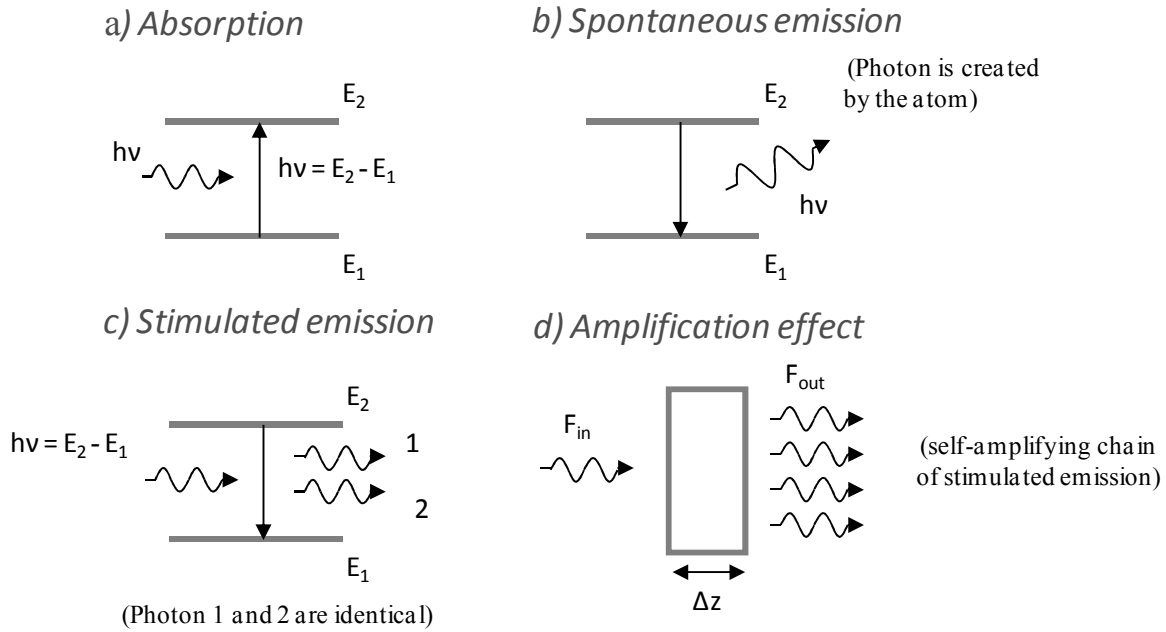 a) Absorption
E₂
hν
hν = E₂ - E₁
E₁
b) Spontaneous emission
(Photon is created
by the atom)
E₂
hν
E₁
c) Stimulated emission
E₂
hν = E₂ - E₁
1
2
E₁
(Photon 1 and 2 are identical)
d) Amplification effect
F_out
F_in
(self-amplifying chain
of stimulated emission)
Δz